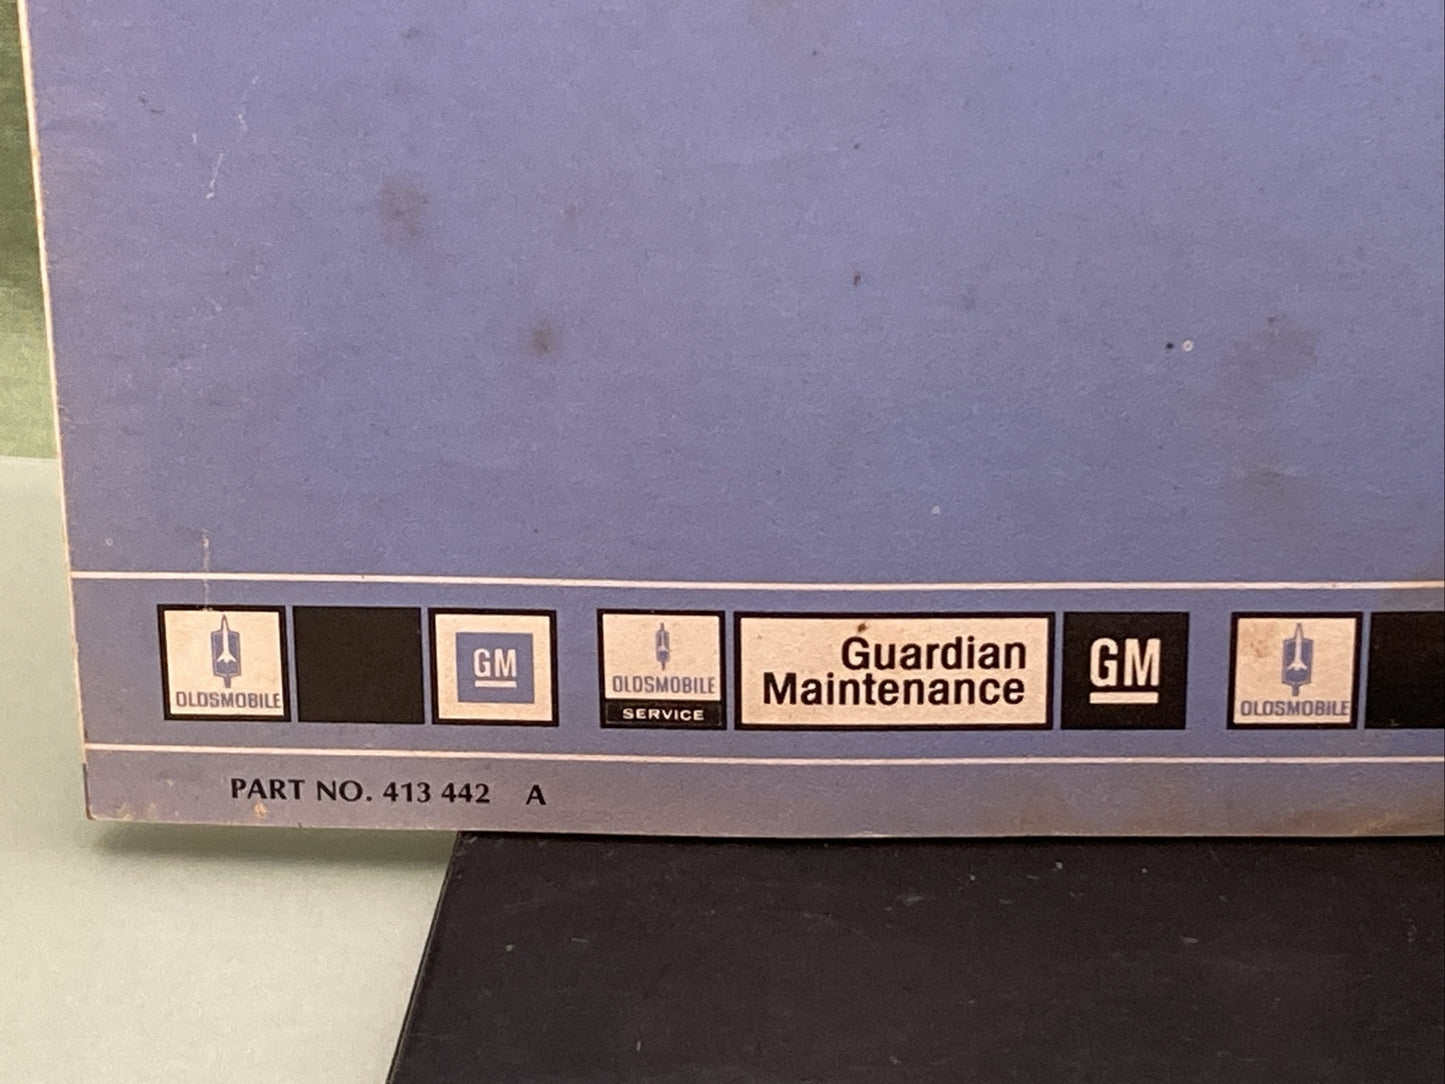 OLDSMOBILE
GM
OLDSMOBILE
SERVICE
Guardian
Maintenance
GM
OLDSMOBILE
PART NO. 413 442 A